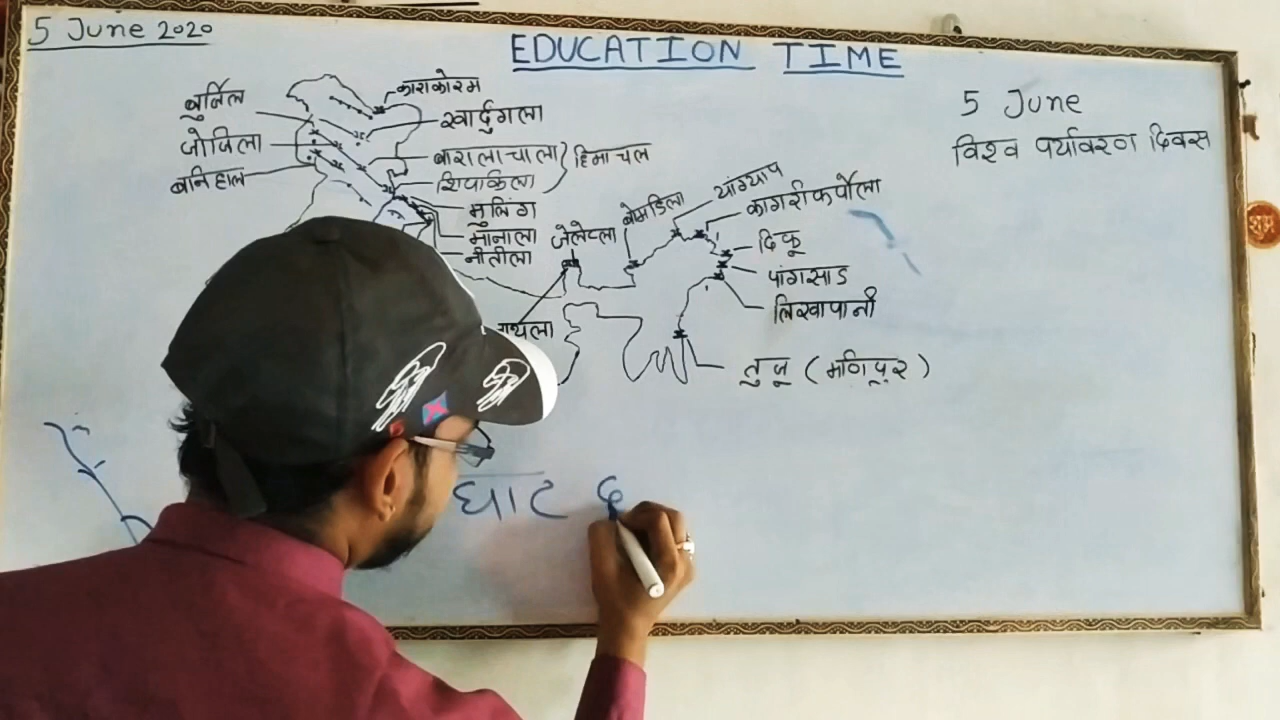 5 June 2020
EDUCATION TIME
5 June
विश्व पर्यावरण दिवस
काराकोरम
बुर्जिल
खार्दुगला
जोजिला
बारालाचाला
हिमाचल
बनिहाल
शिपकिला
मुलिंग
मानाला
नीतीला
जेलेप्ला
बोमडिला
यांग्याप
कागरीकर्पोला
दिफू
पांगसाड
लिखापानी
तुजू (मणिपूर)
घाट द
शुभ